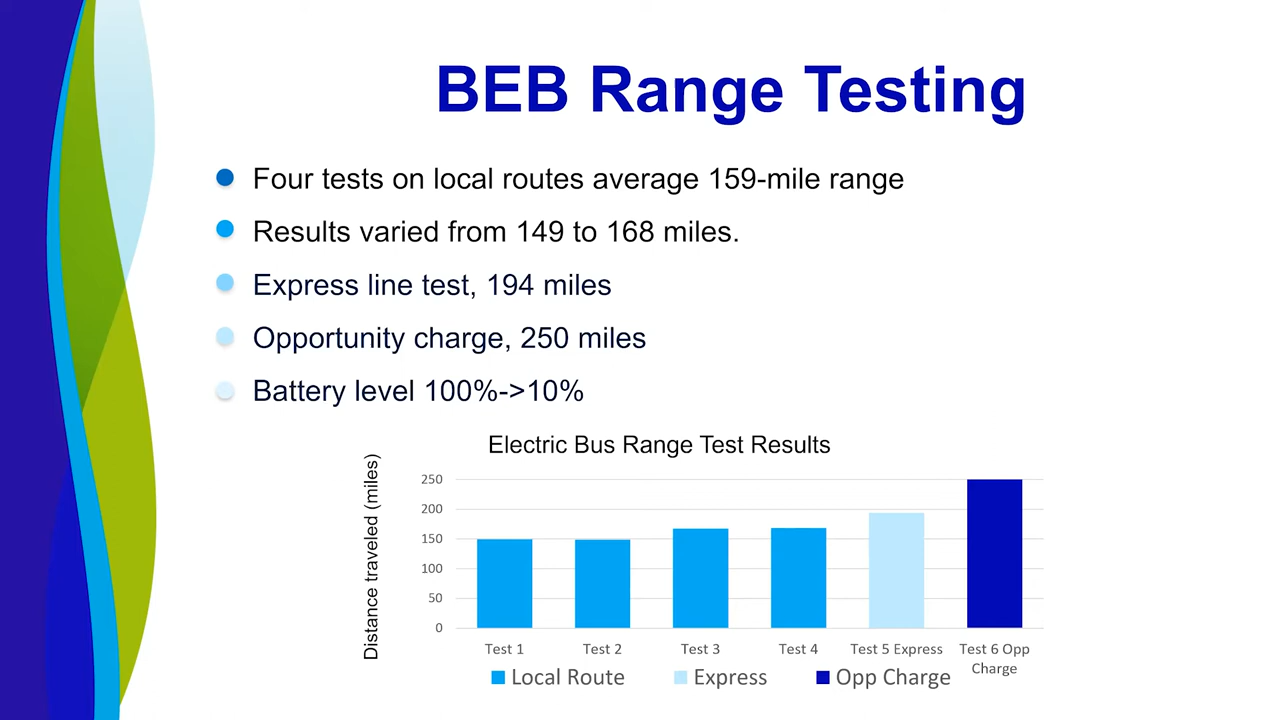 BEB Range Testing
Four tests on local routes average 159-mile range
Results varied from 149 to 168 miles.
Express line test, 194 miles
Opportunity charge, 250 miles
Battery level 100%->10%
Electric Bus Range Test Results
Distance traveled (miles)
250
200
150
100
50
0
Test 1 Test 2 Test 3 Test 4 Test 5 Express Test 6 Opp
Charge
Local Route Express Opp Charge